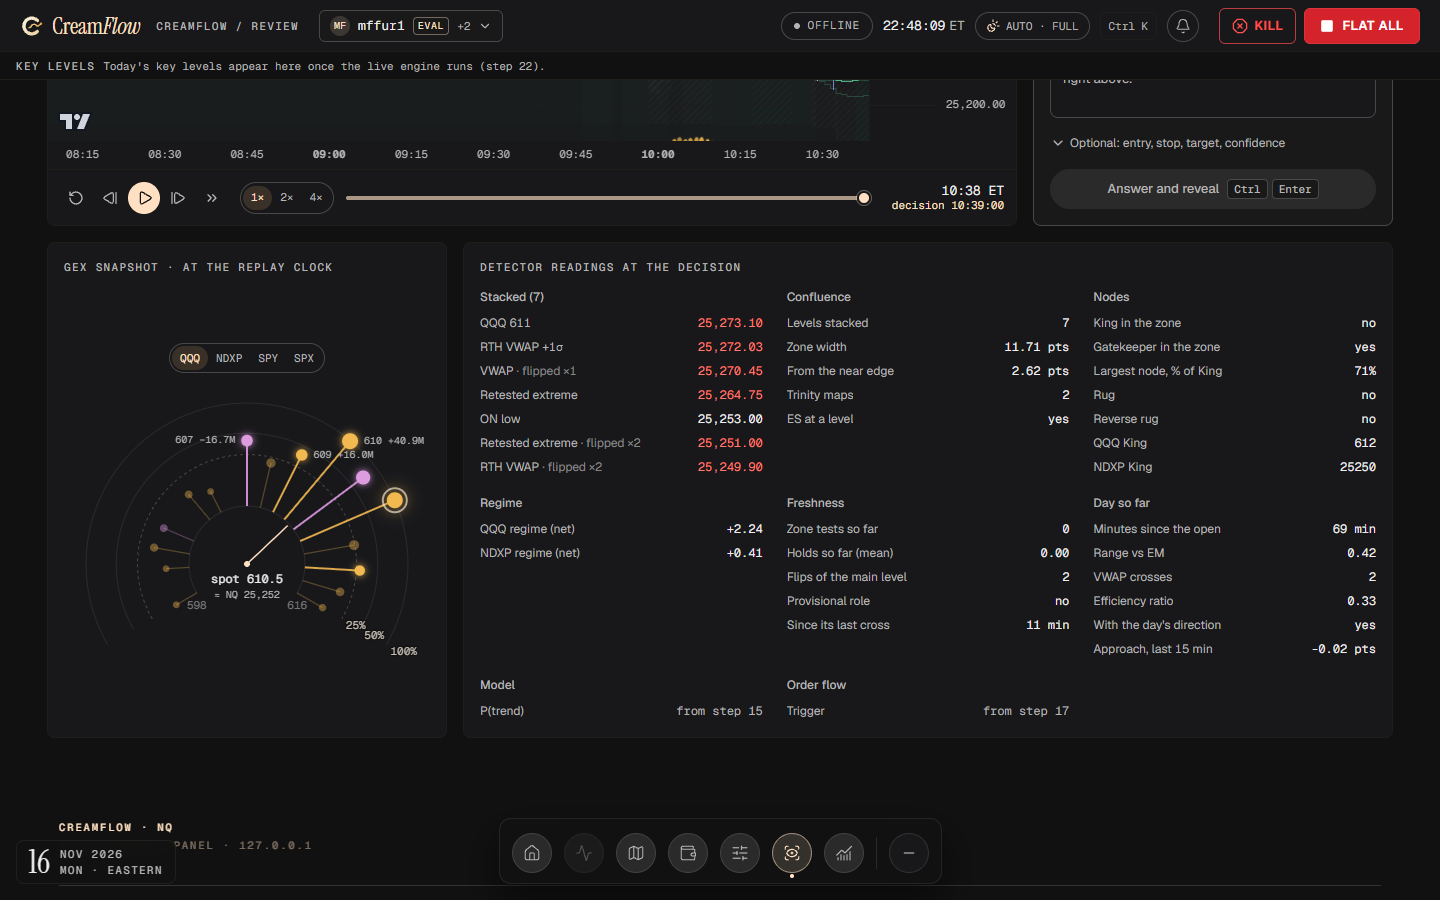 CreamFlow CREAMFLOW / REVIEW MF mffur1 EVAL +2 OFFLINE 22:48:09 ET AUTO · FULL Ctrl K KILL FLAT ALL
KEY LEVELS Today's key levels appear here once the live engine runs (step 22).
right above.
25,200.00
08:15 08:30 08:45 09:00 09:15 09:30 09:45 10:00 10:15 10:30
Optional: entry, stop, target, confidence
1× 2× 4×
10:38 ET
decision 10:39:00
Answer and reveal Ctrl Enter
GEX SNAPSHOT · AT THE REPLAY CLOCK
QQQ NDXP SPY SPX
607 −16.7M
610 +40.9M
609 +16.0M
spot 610.5
≈ NQ 25,252
598
616
25%
50%
100%
DETECTOR READINGS AT THE DECISION
Stacked (7)
QQQ 611 25,273.10
RTH VWAP +1σ 25,272.03
VWAP · flipped ×1 25,270.45
Retested extreme 25,264.75
ON low 25,253.00
Retested extreme · flipped ×2 25,251.00
RTH VWAP · flipped ×2 25,249.90
Confluence
Levels stacked 7
Zone width 11.71 pts
From the near edge 2.62 pts
Trinity maps 2
ES at a level yes
Nodes
King in the zone no
Gatekeeper in the zone yes
Largest node, % of King 71%
Rug no
Reverse rug no
QQQ King 612
NDXP King 25250
Regime
QQQ regime (net) +2.24
NDXP regime (net) +0.41
Freshness
Zone tests so far 0
Holds so far (mean) 0.00
Flips of the main level 2
Provisional role no
Since its last cross 11 min
Day so far
Minutes since the open 69 min
Range vs EM 0.42
VWAP crosses 2
Efficiency ratio 0.33
With the day's direction yes
Approach, last 15 min −0.02 pts
Model
P(trend) from step 15
Order flow
Trigger from step 17
CREAMFLOW · NQ
PANEL · 127.0.0.1
16 NOV 2026
MON · EASTERN